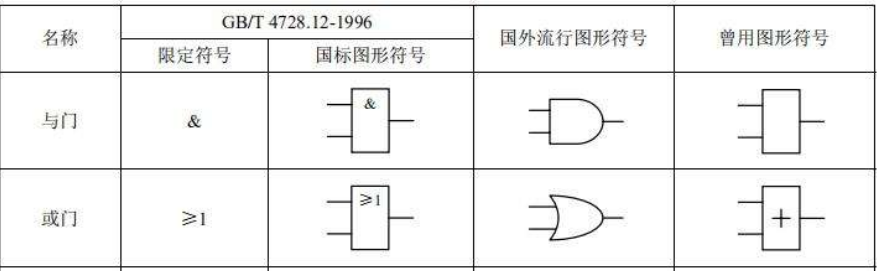 名称
GB/T 4728.12-1996
国外流行图形符号
曾用图形符号
限定符号
国标图形符号
与门
&
&
或门
≥1
≥1
+